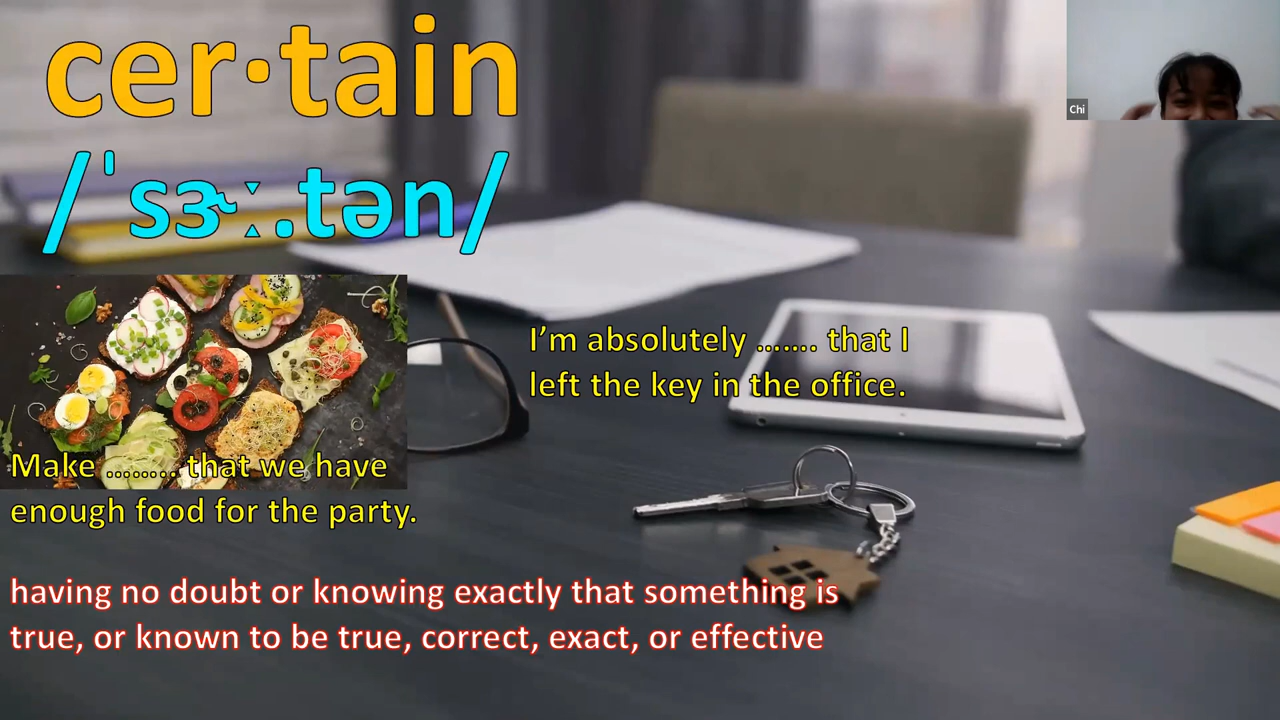 cer·tain
/ˈsɝː.tən/
Chi
I’m absolutely ....... that I
left the key in the office.
Make ........ that we have
enough food for the party.
having no doubt or knowing exactly that something is
true, or known to be true, correct, exact, or effective